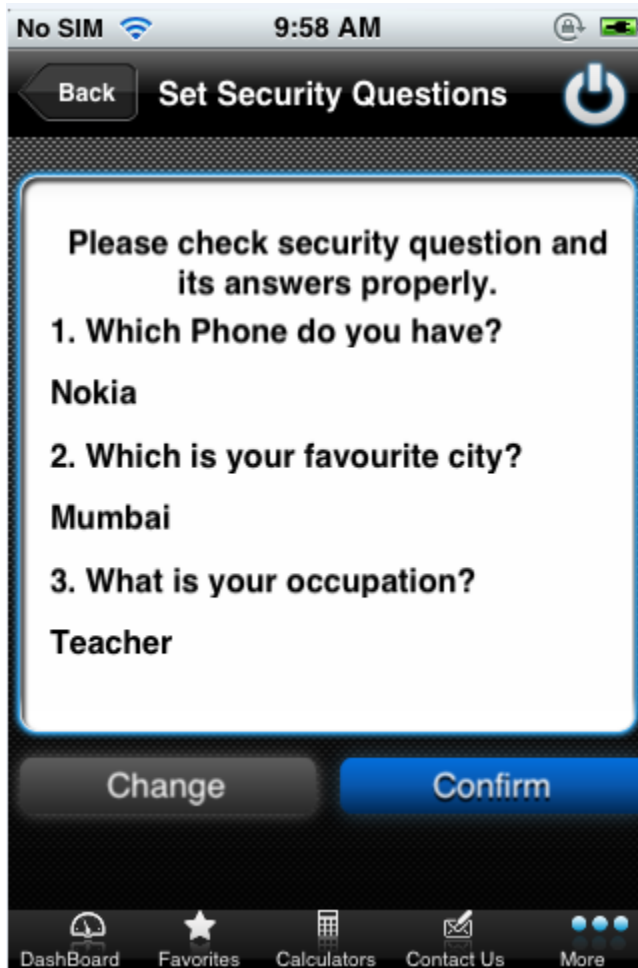 No SIM 9:58 AM
Back Set Security Questions
Please check security question and
its answers properly.
1. Which Phone do you have?
Nokia
2. Which is your favourite city?
Mumbai
3. What is your occupation?
Teacher
Change Confirm
DashBoard Favorites Calculators Contact Us More